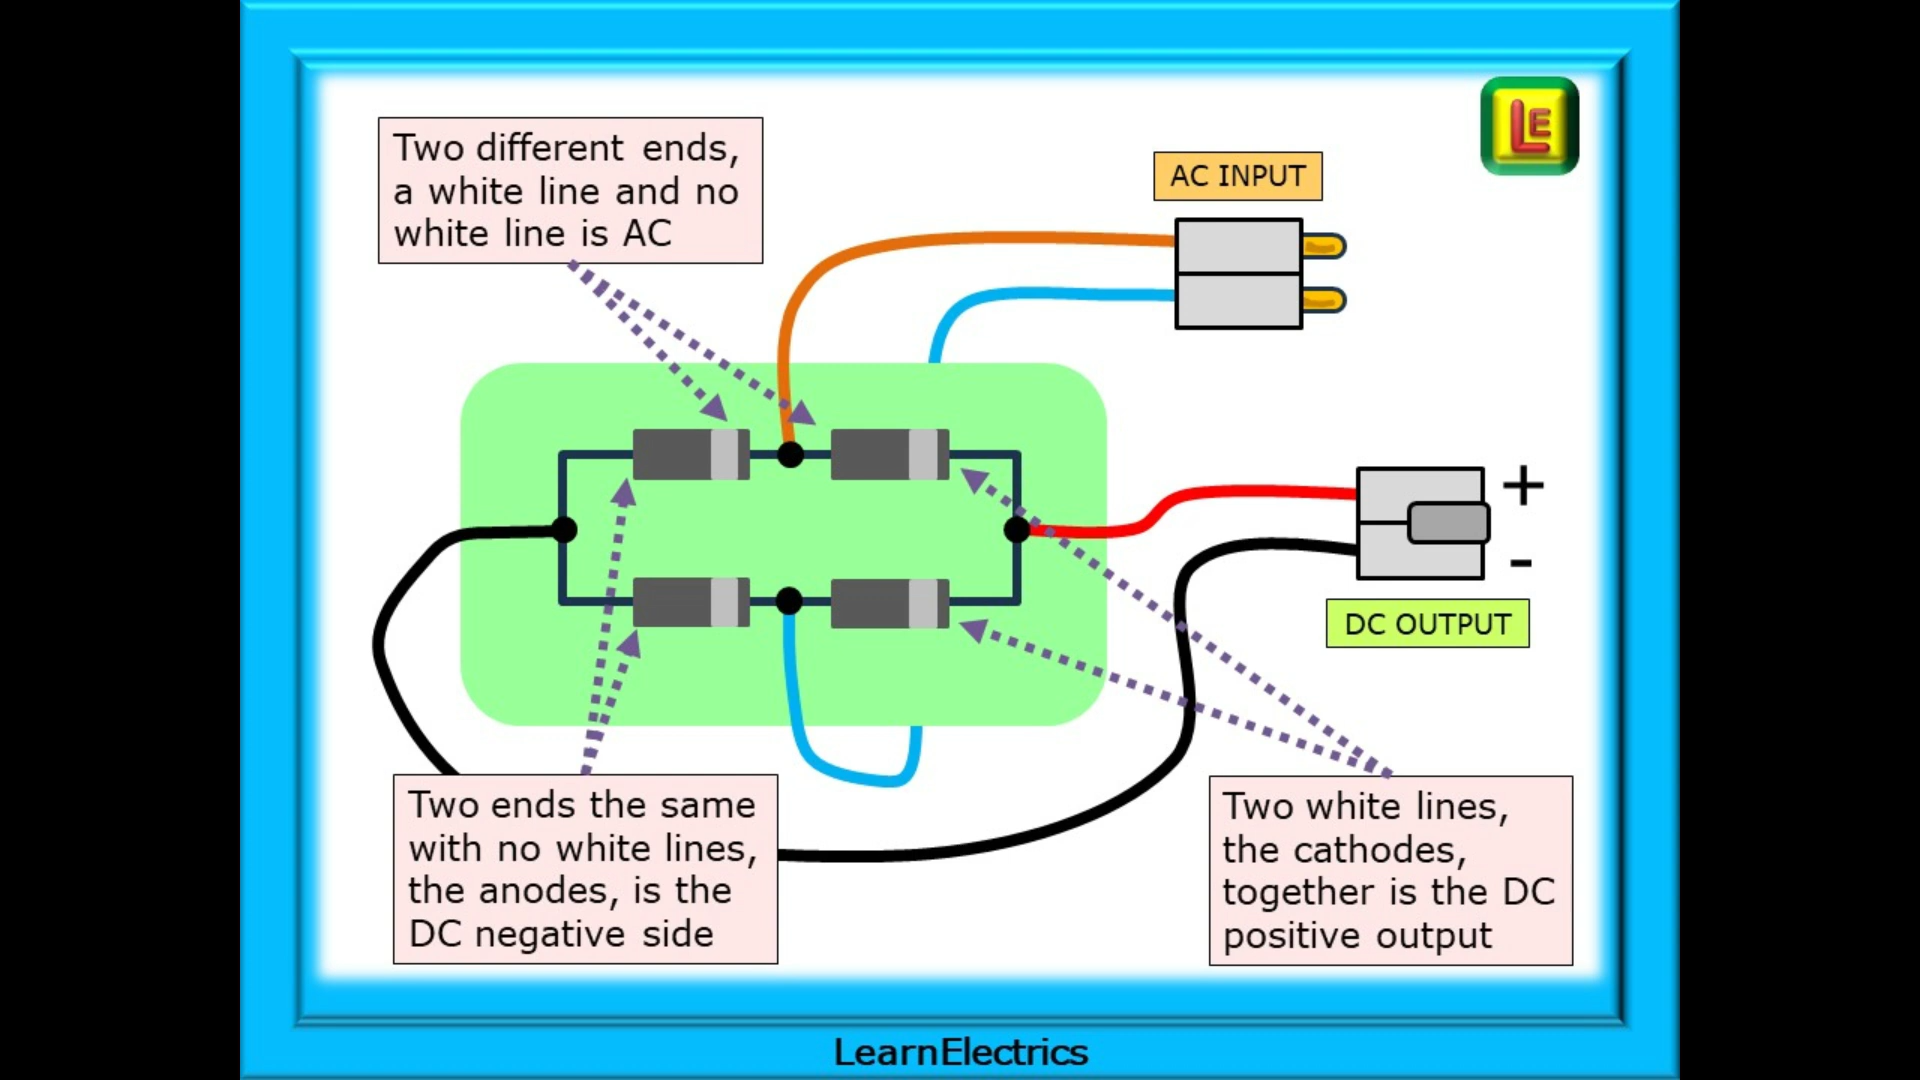 Two different ends,
a white line and no
white line is AC
AC INPUT
LE
+
-
DC OUTPUT
Two ends the same
with no white lines,
the anodes, is the
DC negative side
Two white lines,
the cathodes,
together is the DC
positive output
LearnElectrics